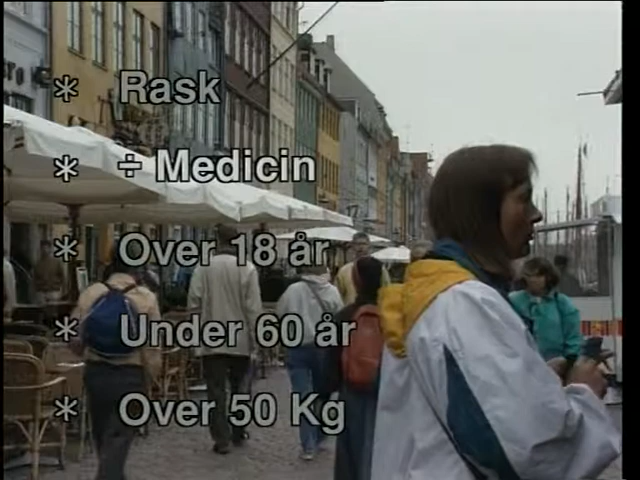 * Rask
* ÷ Medicin
* Over 18 år
* Under 60 år
* Over 50 Kg